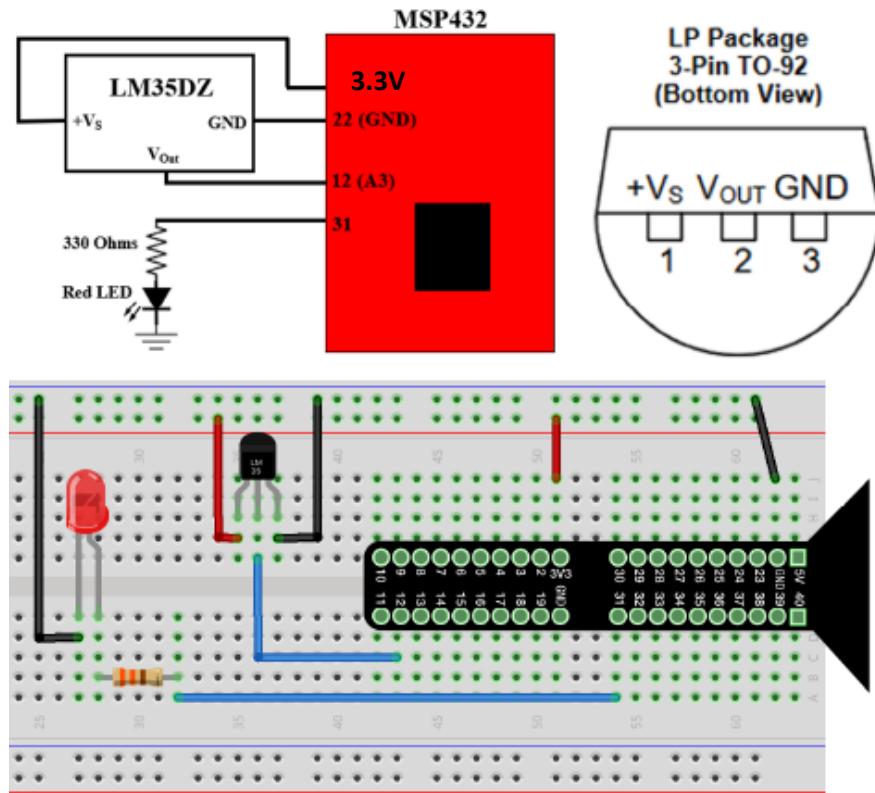 MSP432
3.3V
LM35DZ
+VS
GND
VOut
22 (GND)
12 (A3)
31
330 Ohms
Red LED
LP Package
3-Pin TO-92
(Bottom View)
+VS VOUT GND
1 2 3
30 35 40 45 50 55 60
LM
35
J
I
H
10 9 8 7 6 5 4 3 2 3V3 30 29 28 27 26 25 24 23 GND 5V
11 12 13 14 15 16 17 18 19 GND 31 32 33 34 35 36 37 38 39 40
D
C
B
A
25 30 35 40 45 50 55 60